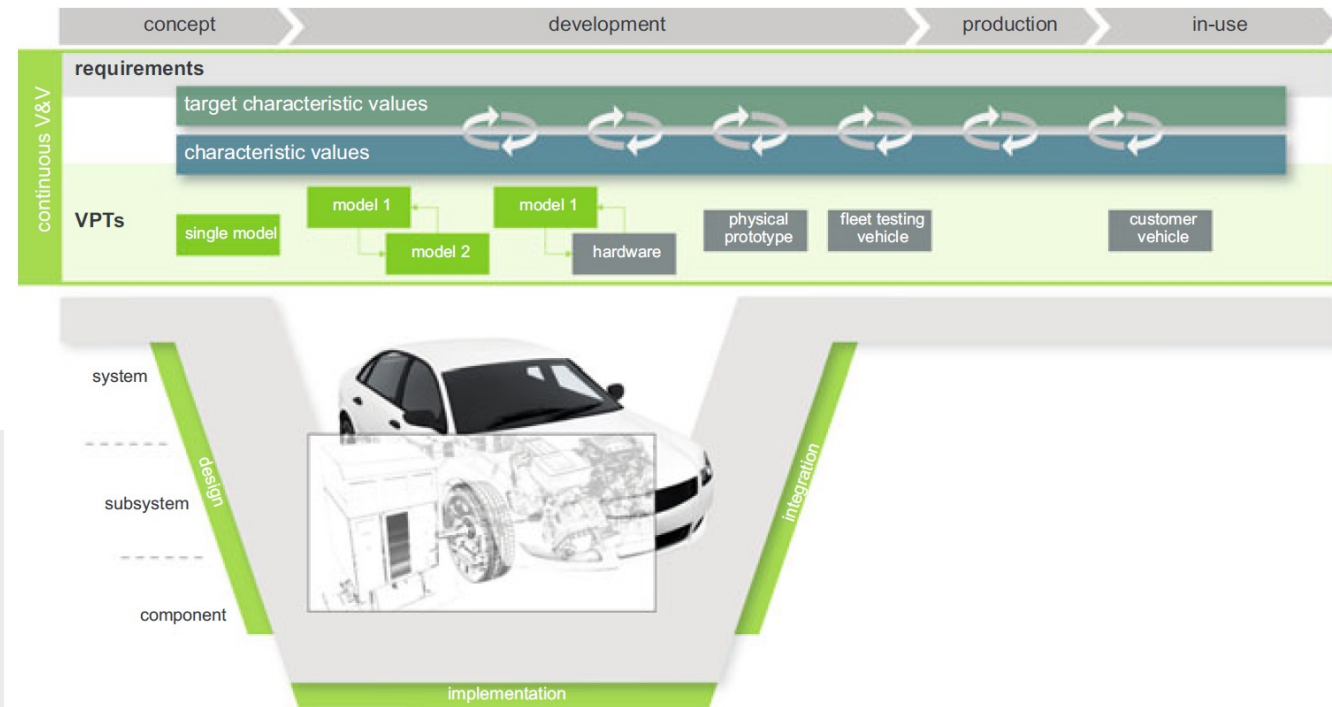 concept
development
production
in-use
continuous V&V
requirements
target characteristic values
characteristic values
VPTs
single model
model 1
model 2
model 1
hardware
physical
prototype
fleet testing
vehicle
customer
vehicle
system
subsystem
component
design
integration
implementation